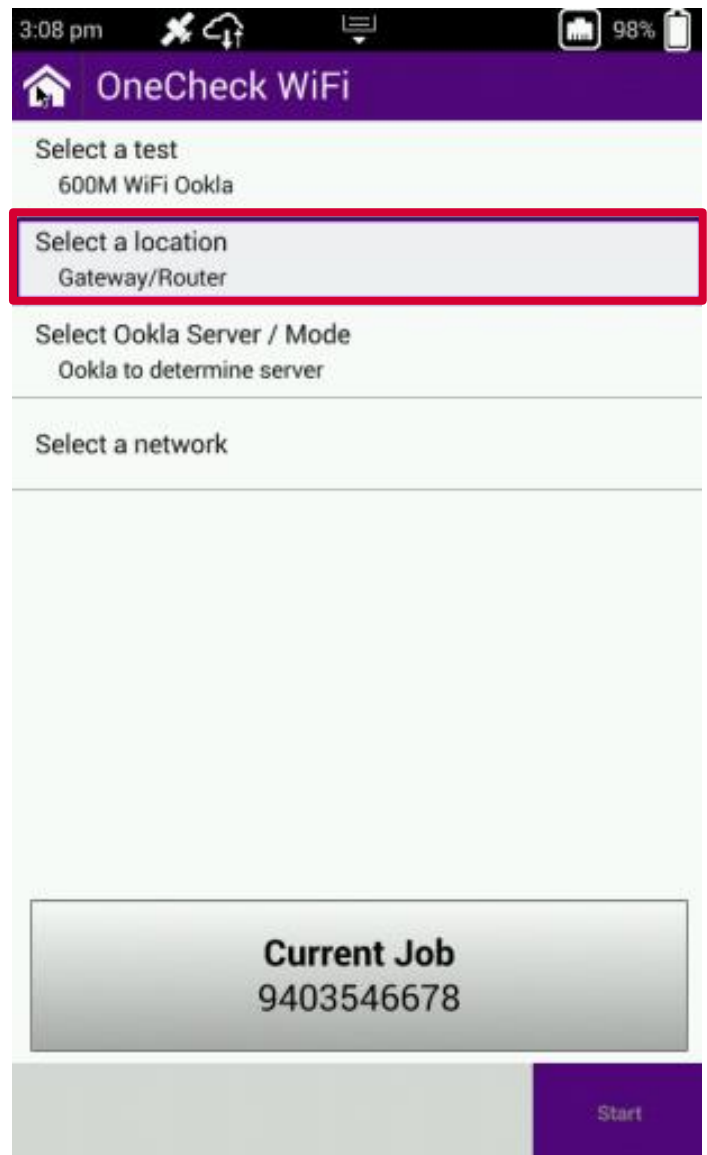 3:08 pm
98%
OneCheck WiFi
Select a test
600M WiFi Ookla
Select a location
Gateway/Router
Select Ookla Server / Mode
Ookla to determine server
Select a network
Current Job
9403546678
Start